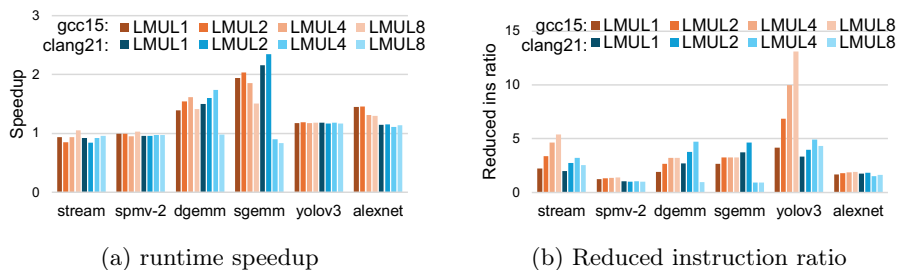 3
2
1
0
Speedup
gcc15: LMUL1 LMUL2 LMUL4 LMUL8
clang21: LMUL1 LMUL2 LMUL4 LMUL8
stream spmv-2 dgemm sgemm yolov3 alexnet
(a) runtime speedup
15
10
5
0
Reduced ins ratio
gcc15: LMUL1 LMUL2 LMUL4 LMUL8
clang21: LMUL1 LMUL2 LMUL4 LMUL8
stream spmv-2 dgemm sgemm yolov3 alexnet
(b) Reduced instruction ratio